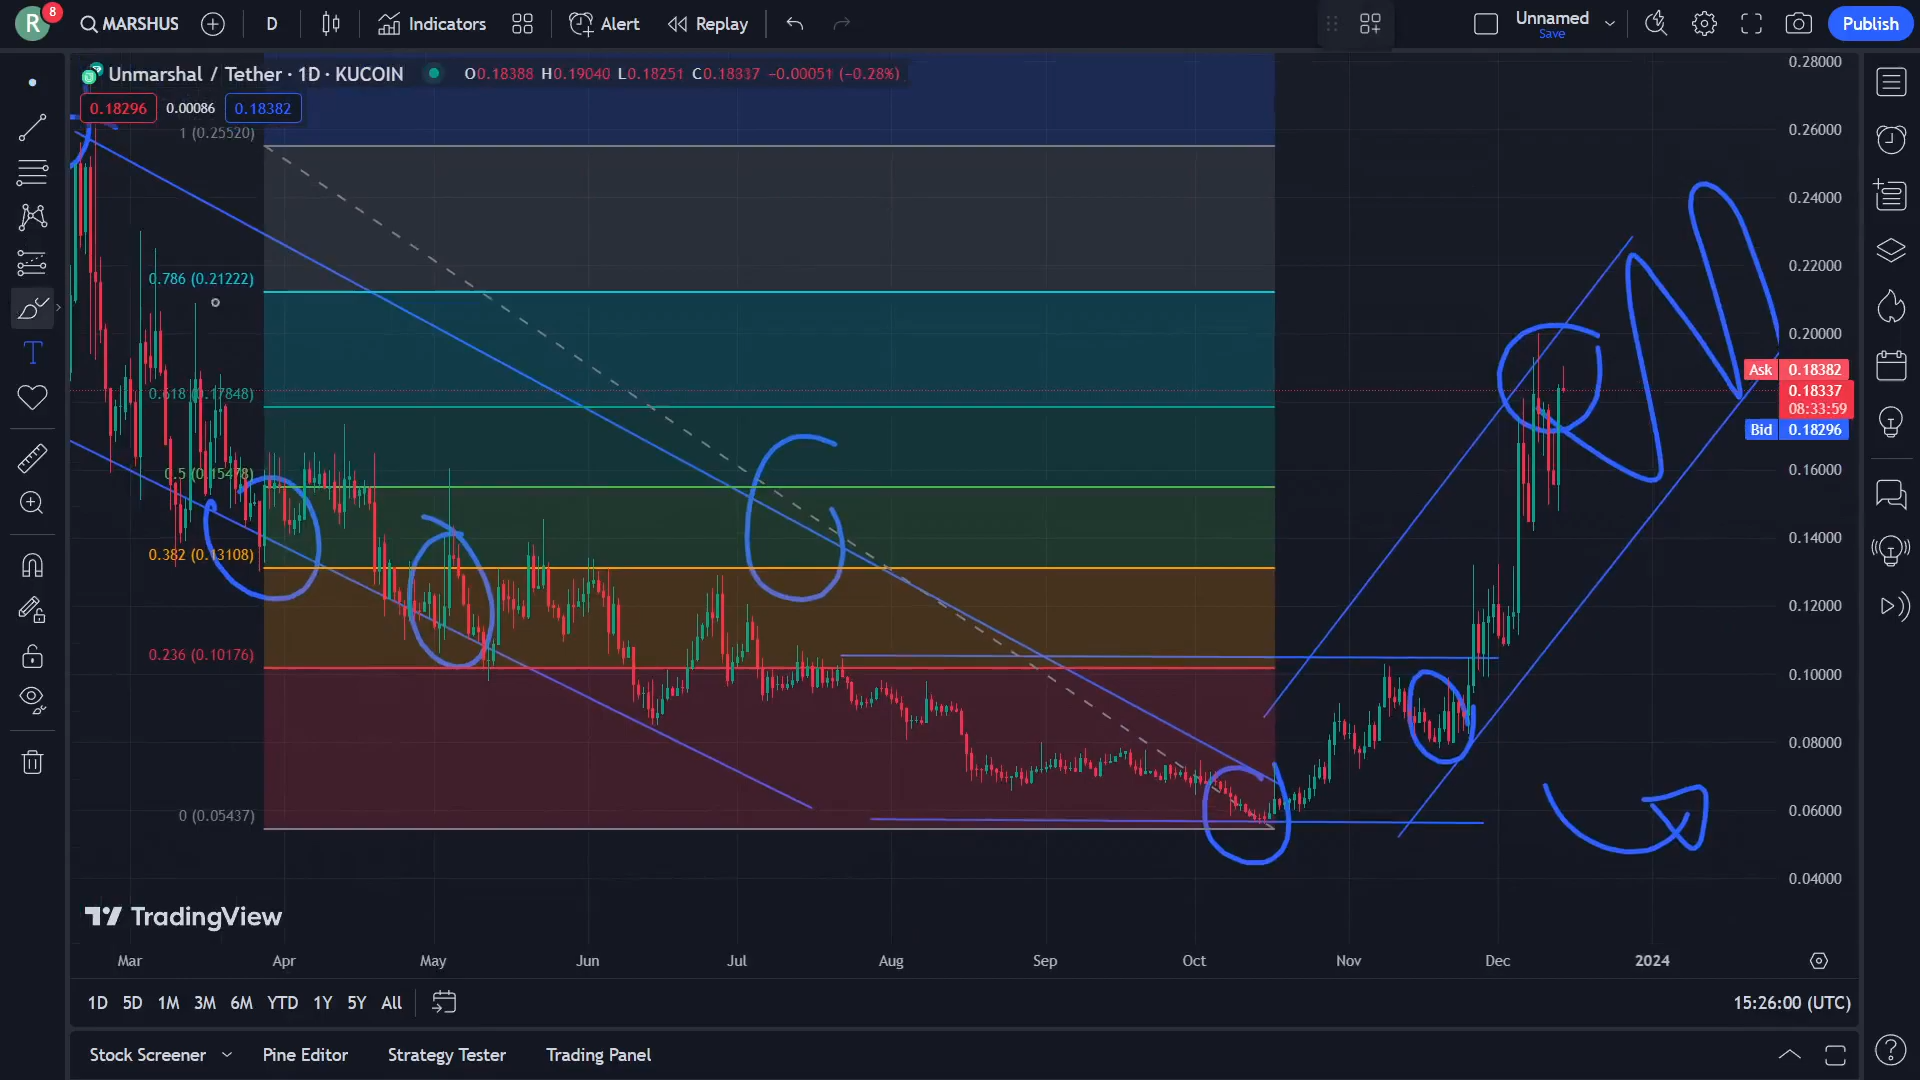 R 8 MARSHUS D Indicators Alert Replay Unnamed Save Publish
Unmarshal / Tether · 1D · KUCOIN O0.18388 H0.19040 L0.18251 C0.18337 −0.00051 (−0.28%)
0.18296 0.00086 0.18382
1 (0.25520)
0.786 (0.21222)
0.618 (0.17848)
0.5 (0.15478)
0.382 (0.13108)
0.236 (0.10176)
0 (0.05437)
0.28000
0.26000
0.24000
0.22000
0.20000
Ask 0.18382
0.18337
08:33:59
Bid 0.18296
0.16000
0.14000
0.12000
0.10000
0.08000
0.06000
0.04000
TradingView
Mar Apr May Jun Jul Aug Sep Oct Nov Dec 2024
1D 5D 1M 3M 6M YTD 1Y 5Y All 15:26:00 (UTC)
Stock Screener Pine Editor Strategy Tester Trading Panel